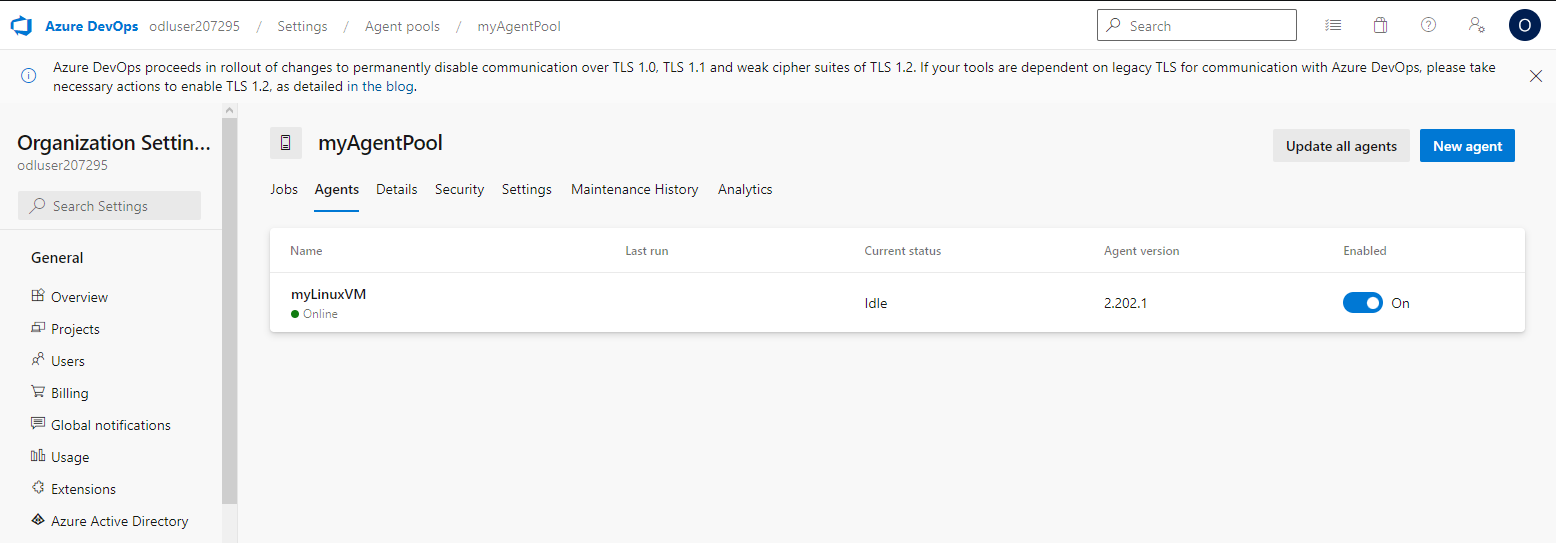 Azure DevOps odluser207295 / Settings / Agent pools / myAgentPool Search O
Azure DevOps proceeds in rollout of changes to permanently disable communication over TLS 1.0, TLS 1.1 and weak cipher suites of TLS 1.2. If your tools are dependent on legacy TLS for communication with Azure DevOps, please take
necessary actions to enable TLS 1.2, as detailed in the blog.
Organization Settin...
odluser207295
Search Settings
General
Overview
Projects
Users
Billing
Global notifications
Usage
Extensions
Azure Active Directory
myAgentPool
Update all agents New agent
Jobs Agents Details Security Settings Maintenance History Analytics
Name Last run Current status Agent version Enabled
myLinuxVM
Online
Idle 2.202.1 On